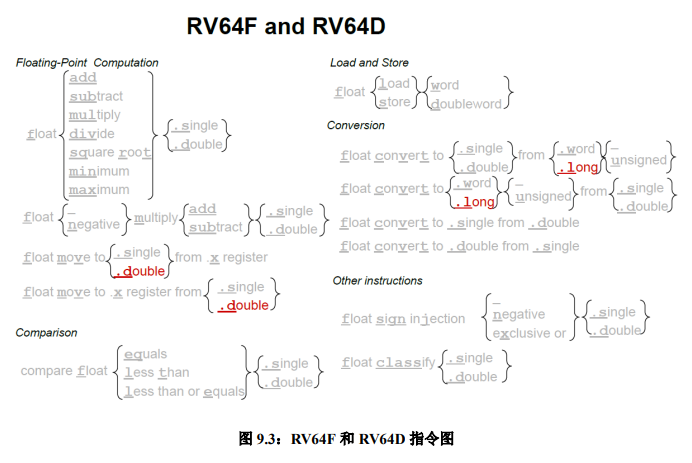 RV64F and RV64D
Floating-Point Computation
float
add
subtract
multiply
divide
square root
minimum
maximum
.single
.double
float
–
negative
multiply
add
subtract
.single
.double
float move to
.single
.double
from .x register
float move to .x register from
.single
.double
Comparison
compare float
equals
less than
less than or equals
.single
.double
Load and Store
float
load
store
word
doubleword
Conversion
float convert to
.single
.double
from
.word
.long
–
unsigned
float convert to
.word
.long
–
unsigned
from
.single
.double
float convert to .single from .double
float convert to .double from .single
Other instructions
float sign injection
–
negative
exclusive or
.single
.double
float classify
.single
.double
图 9.3：RV64F 和 RV64D 指令图